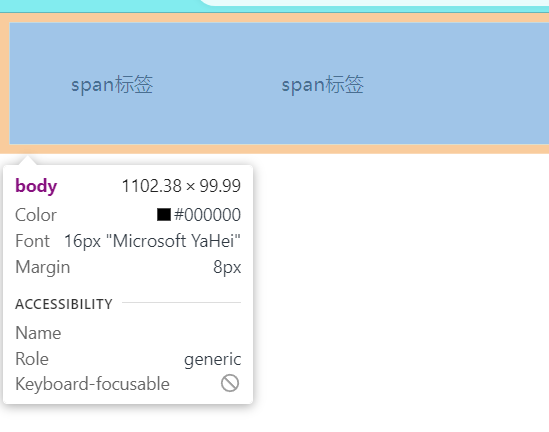 span标签 span标签
body 1102.38 × 99.99
Color #000000
Font 16px "Microsoft YaHei"
Margin 8px
ACCESSIBILITY
Name
Role generic
Keyboard-focusable